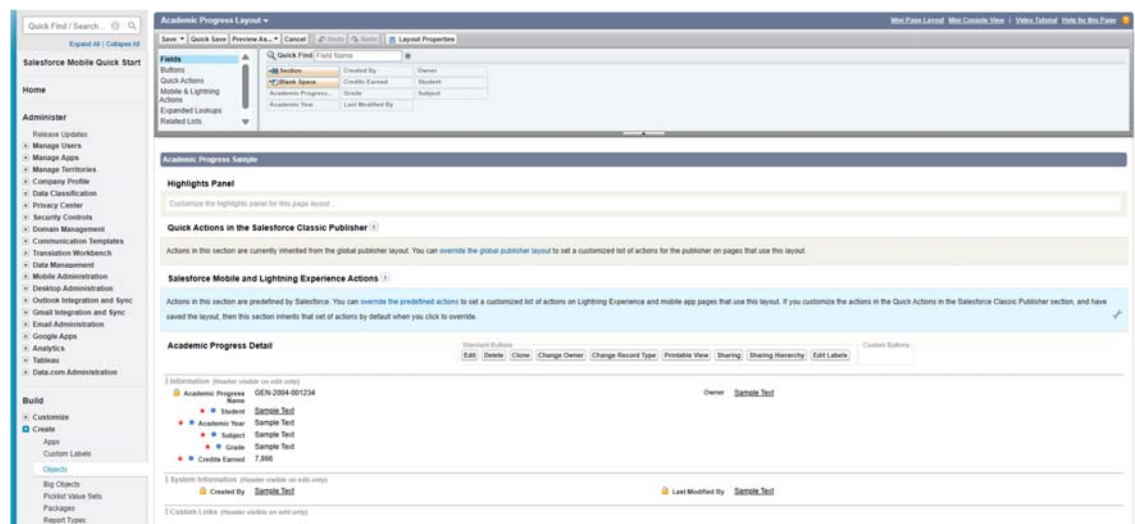 Quick Find / Search...
Expand All | Collapse All
Salesforce Mobile Quick Start
Home
Administer
Release Updates
Manage Users
Manage Apps
Manage Territories
Company Profile
Data Classification
Privacy Center
Security Controls
Domain Management
Communication Templates
Translation Workbench
Data Management
Mobile Administration
Desktop Administration
Outlook Integration and Sync
Gmail Integration and Sync
Email Administration
Google Apps
Analytics
Tableau
Data.com Administration
Build
Customize
Create
Apps
Custom Labels
Objects
Big Objects
Picklist Value Sets
Packages
Report Types
Academic Progress Layout
Mini Page Layout Mini Console View | Video Tutorial Help for this Page
Save Quick Save Preview As... Cancel Undo Redo Layout Properties
Fields
Buttons
Quick Actions
Mobile & Lightning
Actions
Expanded Lookups
Related Lists
Quick Find Field Name
Section Created By Owner
Blank Space Credits Earned Student
Academic Progress... Grade Subject
Academic Year Last Modified By
Academic Progress Sample
Highlights Panel
Customize the highlights panel for this page layout...
Quick Actions in the Salesforce Classic Publisher
Actions in this section are currently inherited from the global publisher layout. You can override the global publisher layout to set a customized list of actions for the publisher on pages that use this layout.
Salesforce Mobile and Lightning Experience Actions
Actions in this section are predefined by Salesforce. You can override the predefined actions to set a customized list of actions on Lightning Experience and mobile app pages that use this layout. If you customize the actions in the Quick Actions in the Salesforce Classic Publisher section, and have
saved the layout, then this section inherits that set of actions by default when you click to override.
Academic Progress Detail
Standard Buttons
Edit Delete Clone Change Owner Change Record Type Printable View Sharing Sharing Hierarchy Edit Labels
Custom Buttons
Information (Header visible on edit only)
Academic Progress Name GEN-2004-001234 Owner Sample Text
Student Sample Text
Academic Year Sample Text
Subject Sample Text
Grade Sample Text
Credits Earned 7,866
System Information (Header visible on edit only)
Created By Sample Text Last Modified By Sample Text
Custom Links (Header visible on edit only)